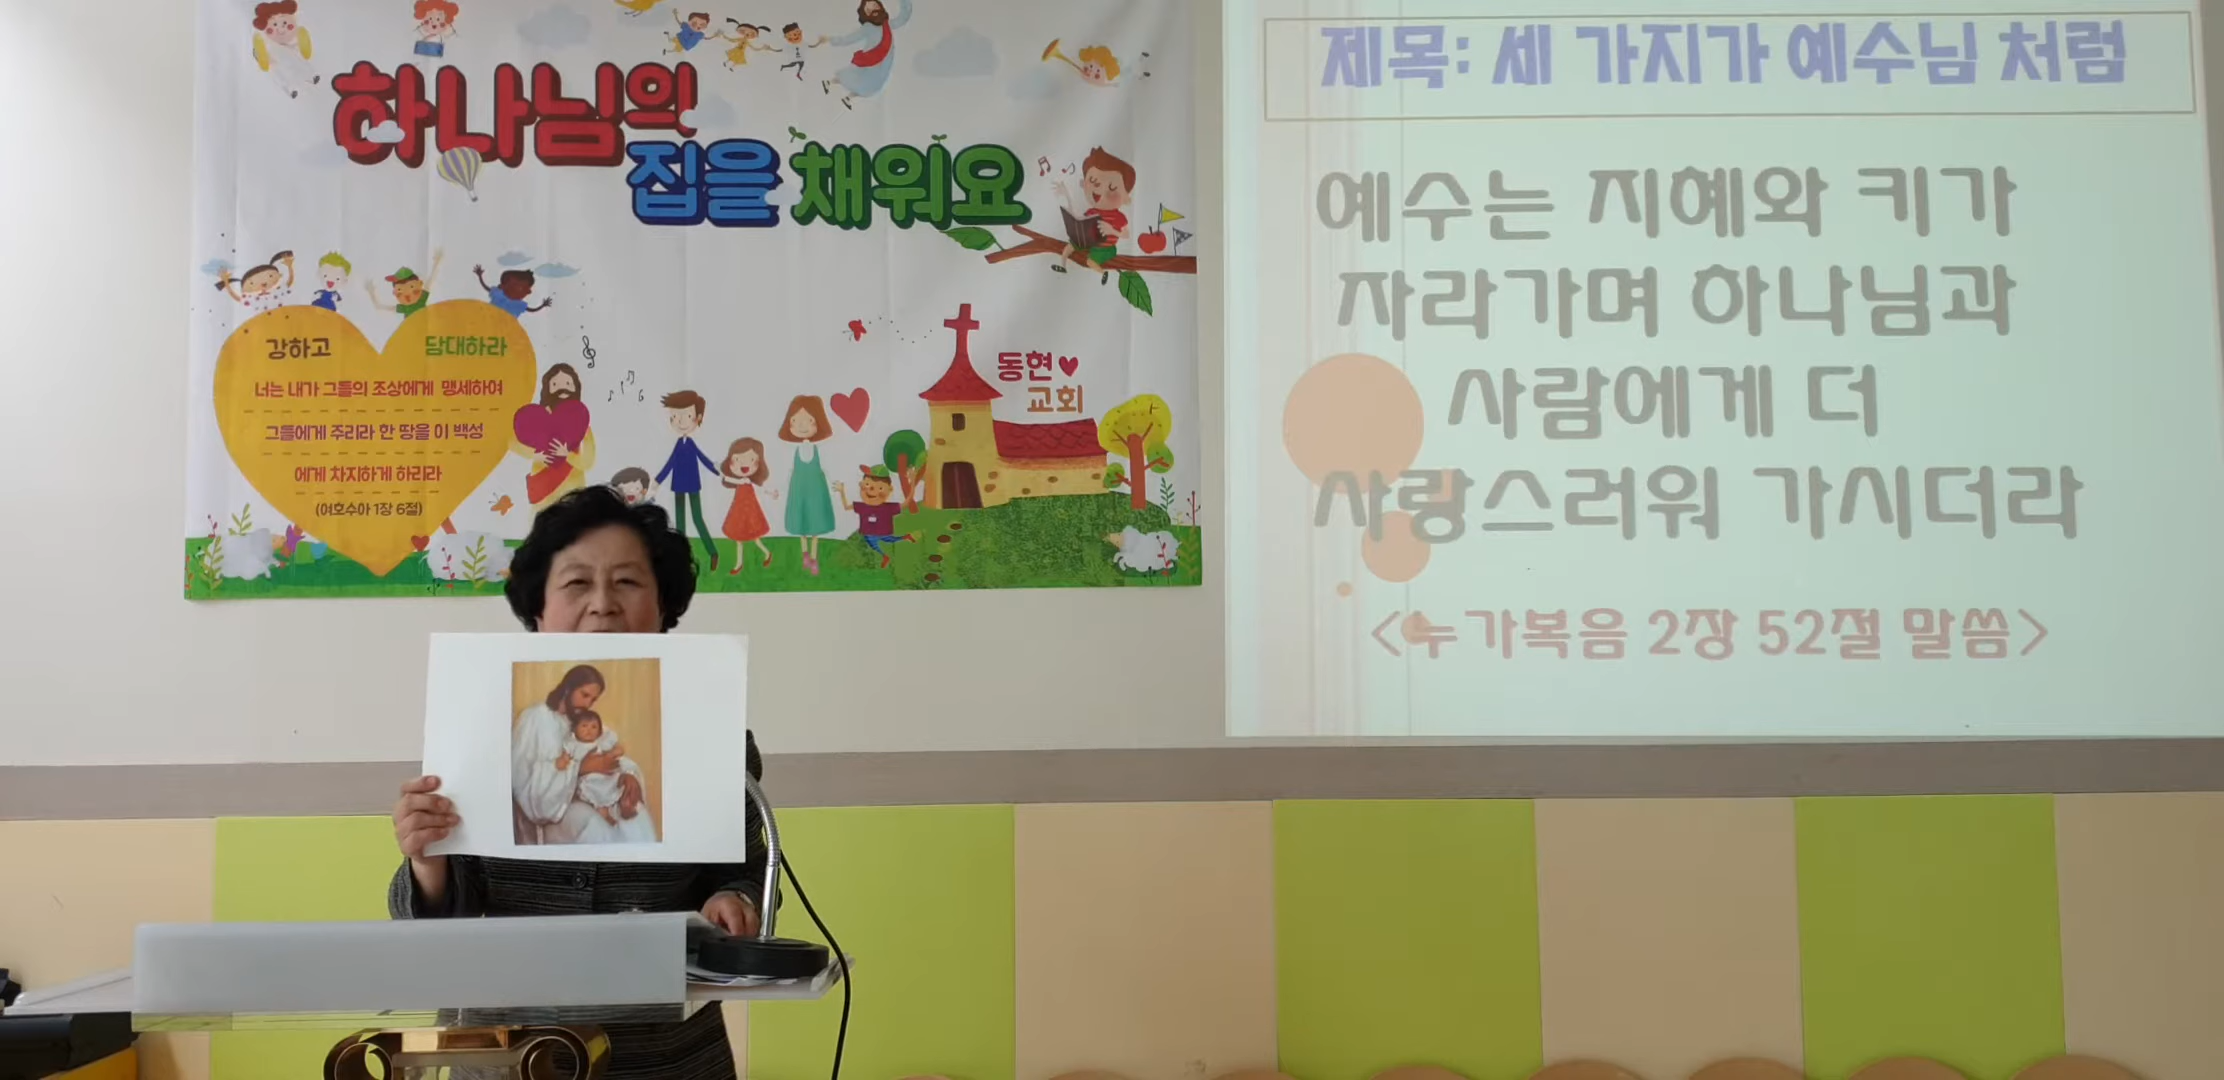 하나님의
집을 채워요
강하고 담대하라
너는 내가 그들의 조상에게 맹세하여
그들에게 주리라 한 땅을 이 백성
에게 차지하게 하리라
(여호수아 1장 6절)
동현
교회
제목: 세 가지가 예수님 처럼
예수는 지혜와 키가
자라가며 하나님과
사람에게 더
사랑스러워 가시더라
<누가복음 2장 52절 말씀>